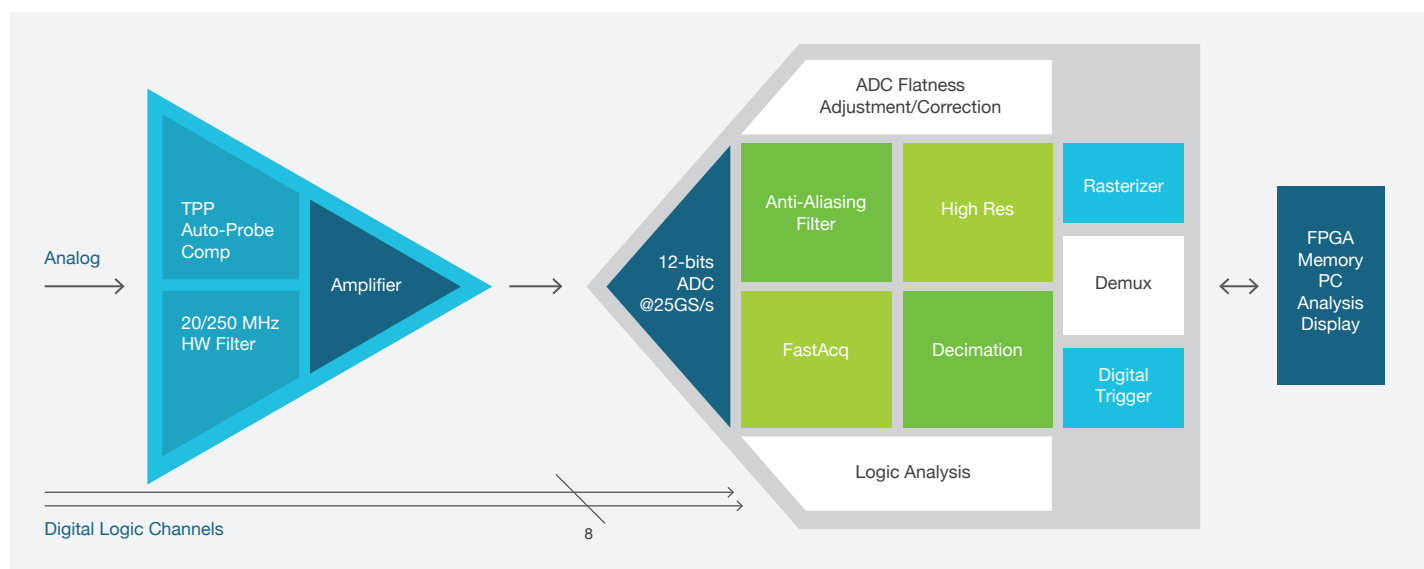 Analog
TPP
Auto-Probe
Comp
20/250 MHz
HW Filter
Amplifier
12-bits
ADC
@25GS/s
ADC Flatness
Adjustment/Correction
Anti-Aliasing
Filter
High Res
FastAcq
Decimation
Rasterizer
Demux
Digital
Trigger
Logic Analysis
FPGA
Memory
PC
Analysis
Display
Digital Logic Channels
8